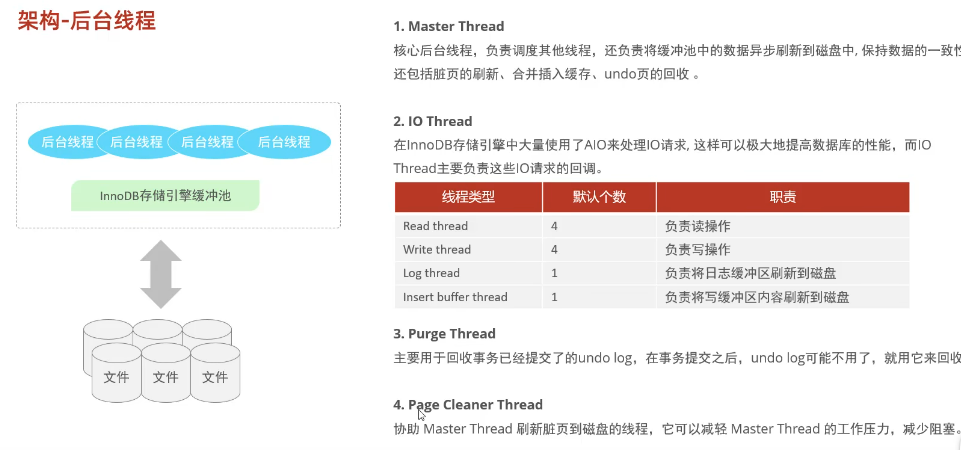 架构-后台线程
后台线程 后台线程 后台线程 后台线程
InnoDB存储引擎缓冲池
文件 文件 文件
1. Master Thread
核心后台线程，负责调度其他线程，还负责将缓冲池中的数据异步刷新到磁盘中, 保持数据的一致性
还包括脏页的刷新、合并插入缓存、undo页的回收 。
2. IO Thread
在InnoDB存储引擎中大量使用了AIO来处理IO请求, 这样可以极大地提高数据库的性能，而IO
Thread主要负责这些IO请求的回调。
线程类型 默认个数 职责
Read thread 4 负责读操作
Write thread 4 负责写操作
Log thread 1 负责将日志缓冲区刷新到磁盘
Insert buffer thread 1 负责将写缓冲区内容刷新到磁盘
3. Purge Thread
主要用于回收事务已经提交了的undo log，在事务提交之后，undo log可能不用了，就用它来回收
4. Page Cleaner Thread
协助 Master Thread 刷新脏页到磁盘的线程，它可以减轻 Master Thread 的工作压力，减少阻塞。